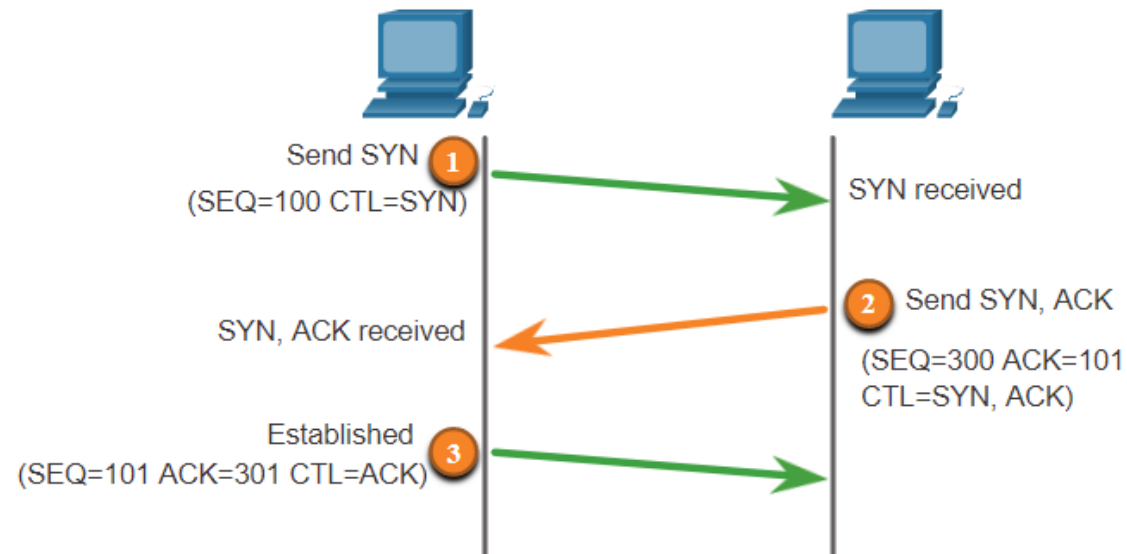 Send SYN 1
(SEQ=100 CTL=SYN)
SYN received
2 Send SYN, ACK
SYN, ACK received
(SEQ=300 ACK=101
CTL=SYN, ACK)
Established 3
(SEQ=101 ACK=301 CTL=ACK)